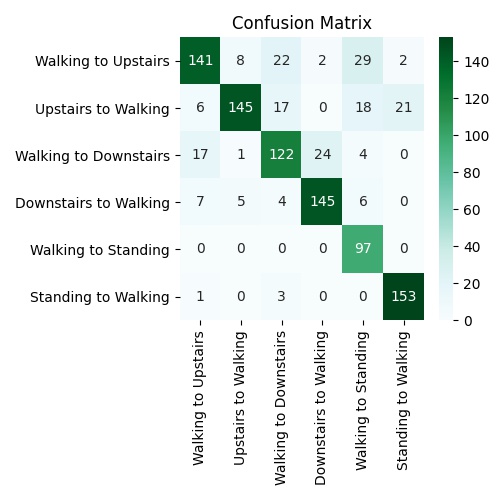 Confusion Matrix
Walking to Upstairs 141 8 22 2 29 2
Upstairs to Walking 6 145 17 0 18 21
Walking to Downstairs 17 1 122 24 4 0
Downstairs to Walking 7 5 4 145 6 0
Walking to Standing 0 0 0 0 97 0
Standing to Walking 1 0 3 0 0 153
Walking to Upstairs
Upstairs to Walking
Walking to Downstairs
Downstairs to Walking
Walking to Standing
Standing to Walking
140
120
100
80
60
40
20
0